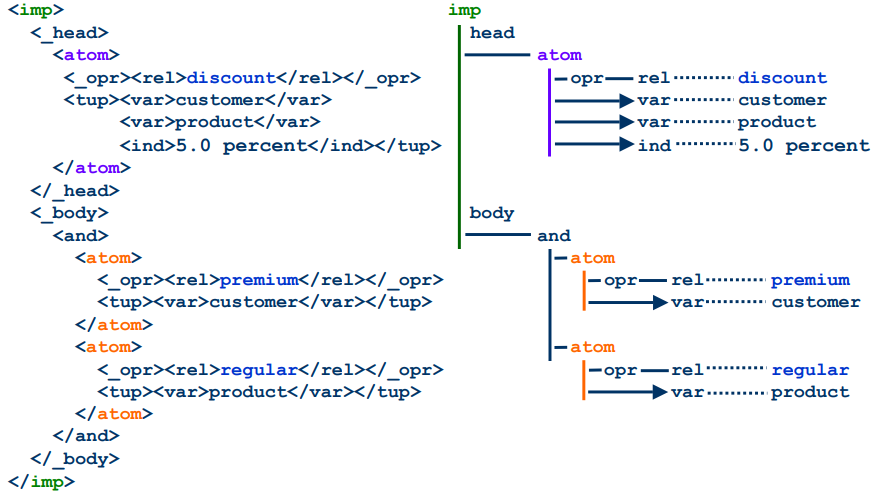 <imp> imp
<_head> head
<atom> atom
<_opr><rel>discount</rel></_opr> opr rel discount
<tup><var>customer</var> var customer
<var>product</var> var product
<ind>5.0 percent</ind></tup> ind 5.0 percent
</atom>
</_head>
<_body> body
<and> and
<atom> atom
<_opr><rel>premium</rel></_opr> opr rel premium
<tup><var>customer</var></tup> var customer
</atom>
<atom> atom
<_opr><rel>regular</rel></_opr> opr rel regular
<tup><var>product</var></tup> var product
</atom>
</and>
</_body>
</imp>